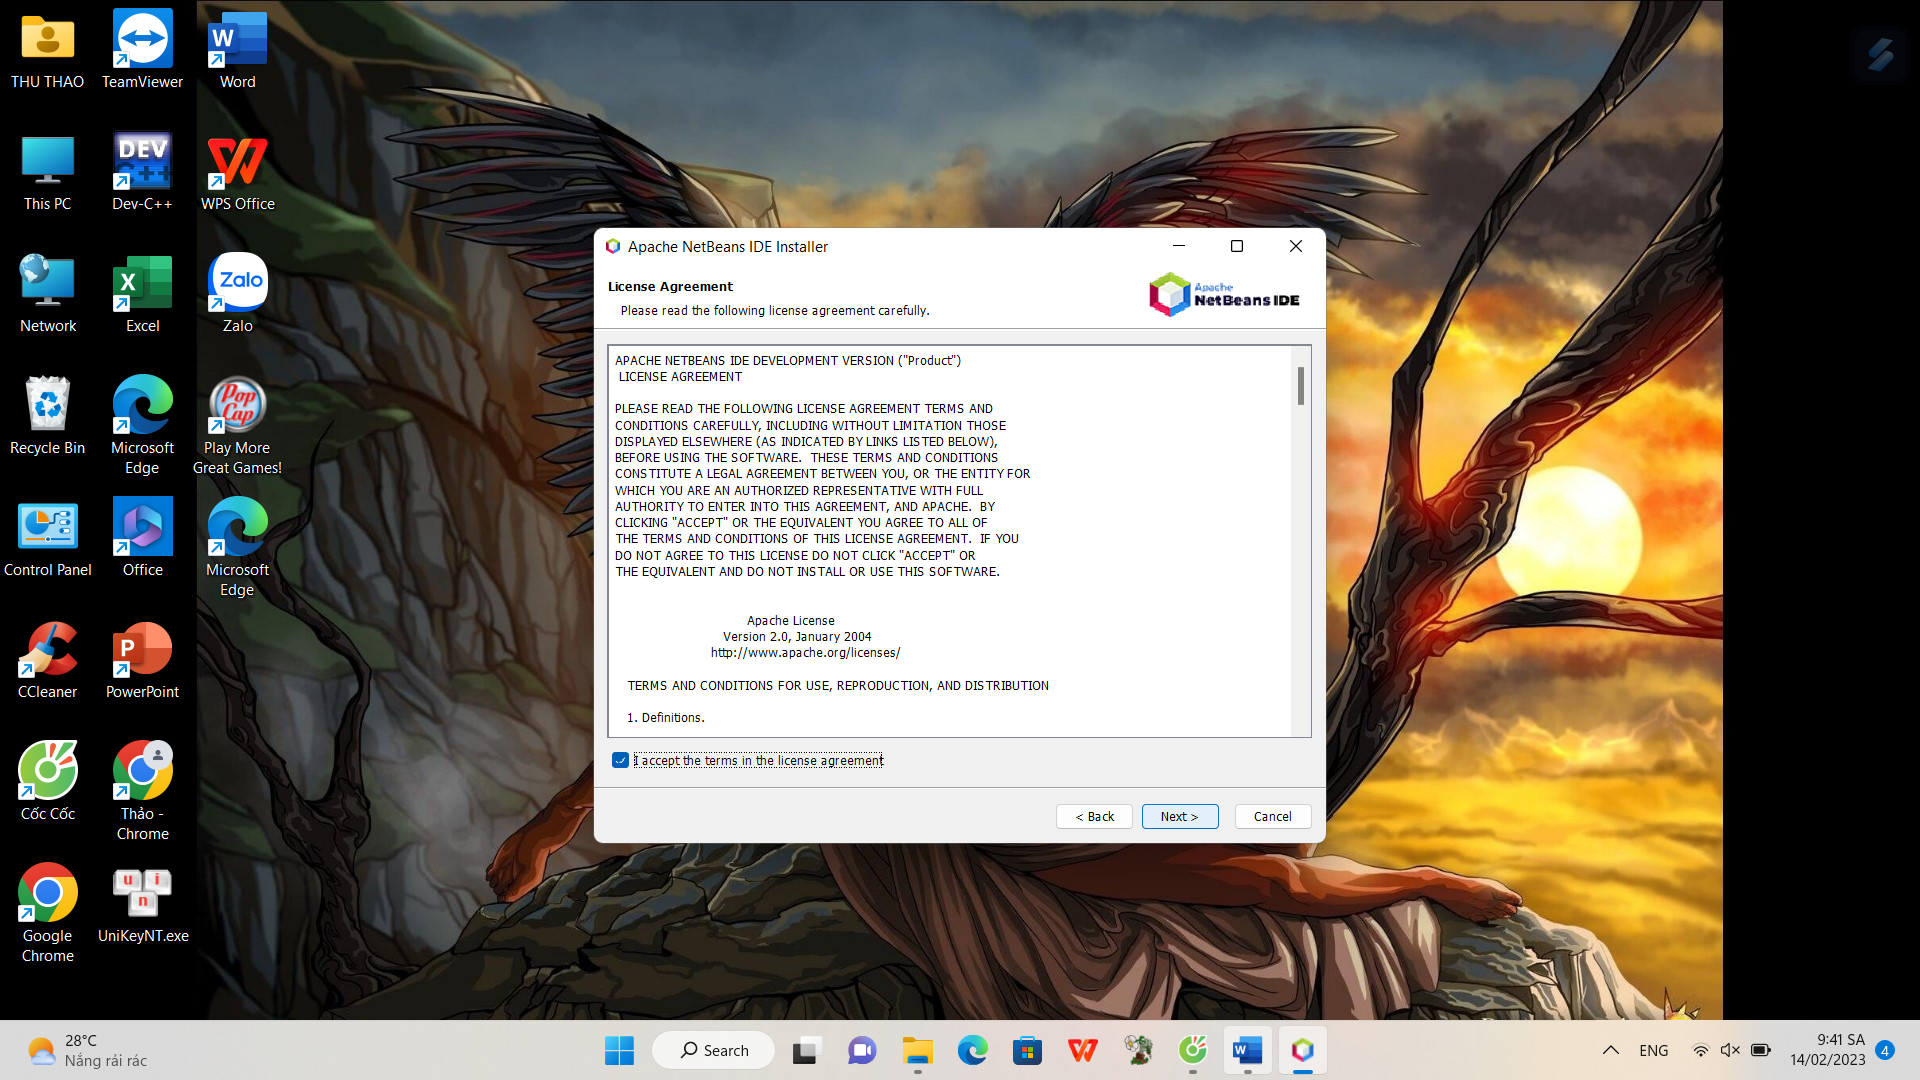 THU THAO
TeamViewer
Word
This PC
DEV
C++
Dev-C++
WPS Office
Network
Excel
Zalo
Zalo
Recycle Bin
Microsoft
Edge
Pop
Cap
Play More
Great Games!
Control Panel
Office
Microsoft
Edge
CCleaner
PowerPoint
Cốc Cốc
Thảo -
Chrome
Google
Chrome
u i
n
UniKeyNT.exe
Apache NetBeans IDE Installer
License Agreement
Please read the following license agreement carefully.
Apache
NetBeans IDE
APACHE NETBEANS IDE DEVELOPMENT VERSION ("Product")
LICENSE AGREEMENT
PLEASE READ THE FOLLOWING LICENSE AGREEMENT TERMS AND
CONDITIONS CAREFULLY, INCLUDING WITHOUT LIMITATION THOSE
DISPLAYED ELSEWHERE (AS INDICATED BY LINKS LISTED BELOW),
BEFORE USING THE SOFTWARE.  THESE TERMS AND CONDITIONS
CONSTITUTE A LEGAL AGREEMENT BETWEEN YOU, OR THE ENTITY FOR
WHICH YOU ARE AN AUTHORIZED REPRESENTATIVE WITH FULL
AUTHORITY TO ENTER INTO THIS AGREEMENT, AND APACHE.  BY
CLICKING "ACCEPT" OR THE EQUIVALENT YOU AGREE TO ALL OF
THE TERMS AND CONDITIONS OF THIS LICENSE AGREEMENT.  IF YOU
DO NOT AGREE TO THIS LICENSE DO NOT CLICK "ACCEPT" OR
THE EQUIVALENT AND DO NOT INSTALL OR USE THIS SOFTWARE.
Apache License
Version 2.0, January 2004
http://www.apache.org/licenses/
TERMS AND CONDITIONS FOR USE, REPRODUCTION, AND DISTRIBUTION
1. Definitions.
I accept the terms in the license agreement
< Back
Next >
Cancel
28°C
Nắng rải rác
Search
ENG
9:41 SA
14/02/2023
4